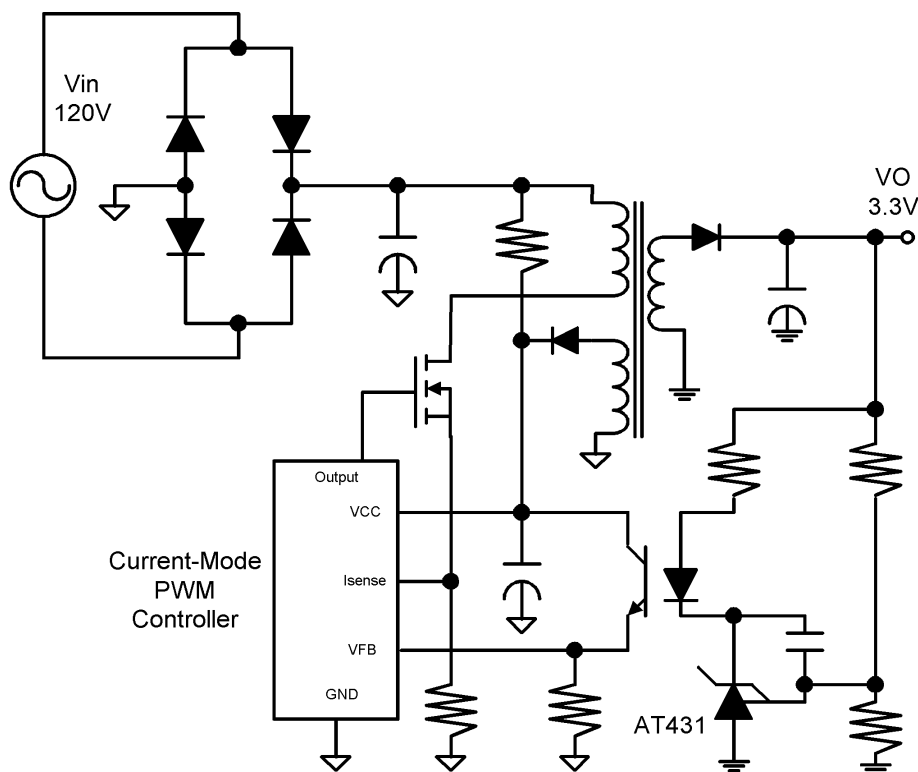 Vin
120V
VO
3.3V
Output
VCC
Current-Mode
PWM
Controller
Isense
VFB
GND
AT431